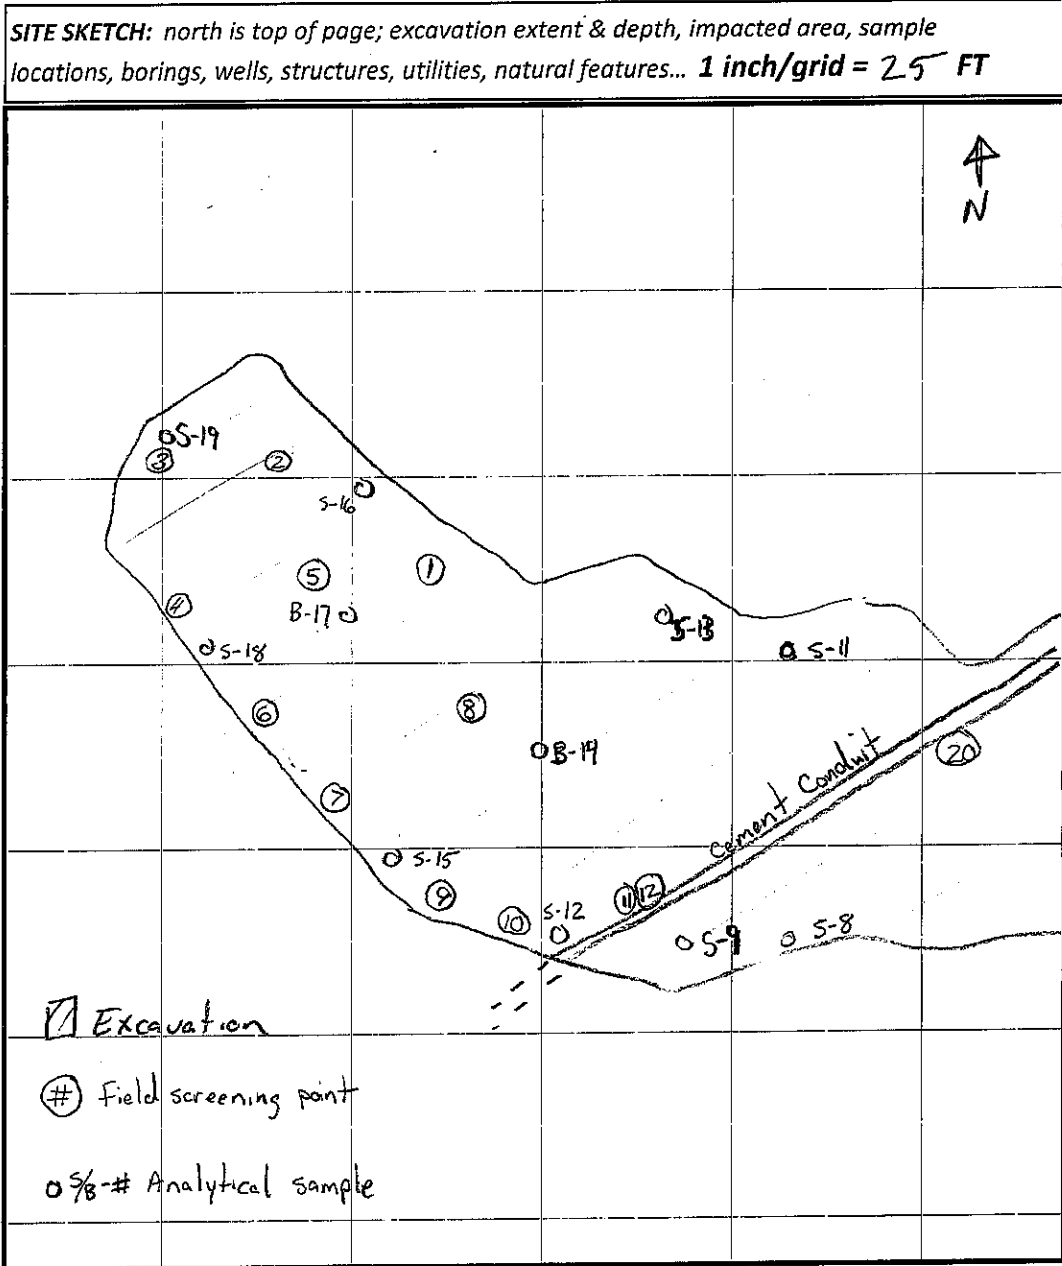 SITE SKETCH: north is top of page; excavation extent & depth, impacted area, sample
locations, borings, wells, structures, utilities, natural features... 1 inch/grid = 25 FT
N
S-19
3
2
S-16
5
1
4
B-17
S-13
S-18
S-11
6
8
B-14
Cement Conduit
20
7
S-15
9
11
12
10
S-12
S-9
S-8
Excavation
# Field screening point
S/B-# Analytical sample